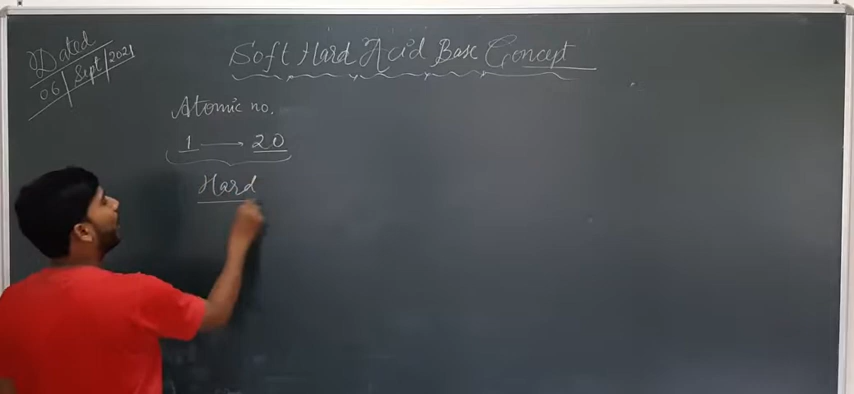 Dated
06/Sept/2021
Soft Hard Acid Base Concept
Atomic no.
1 → 20
Hard